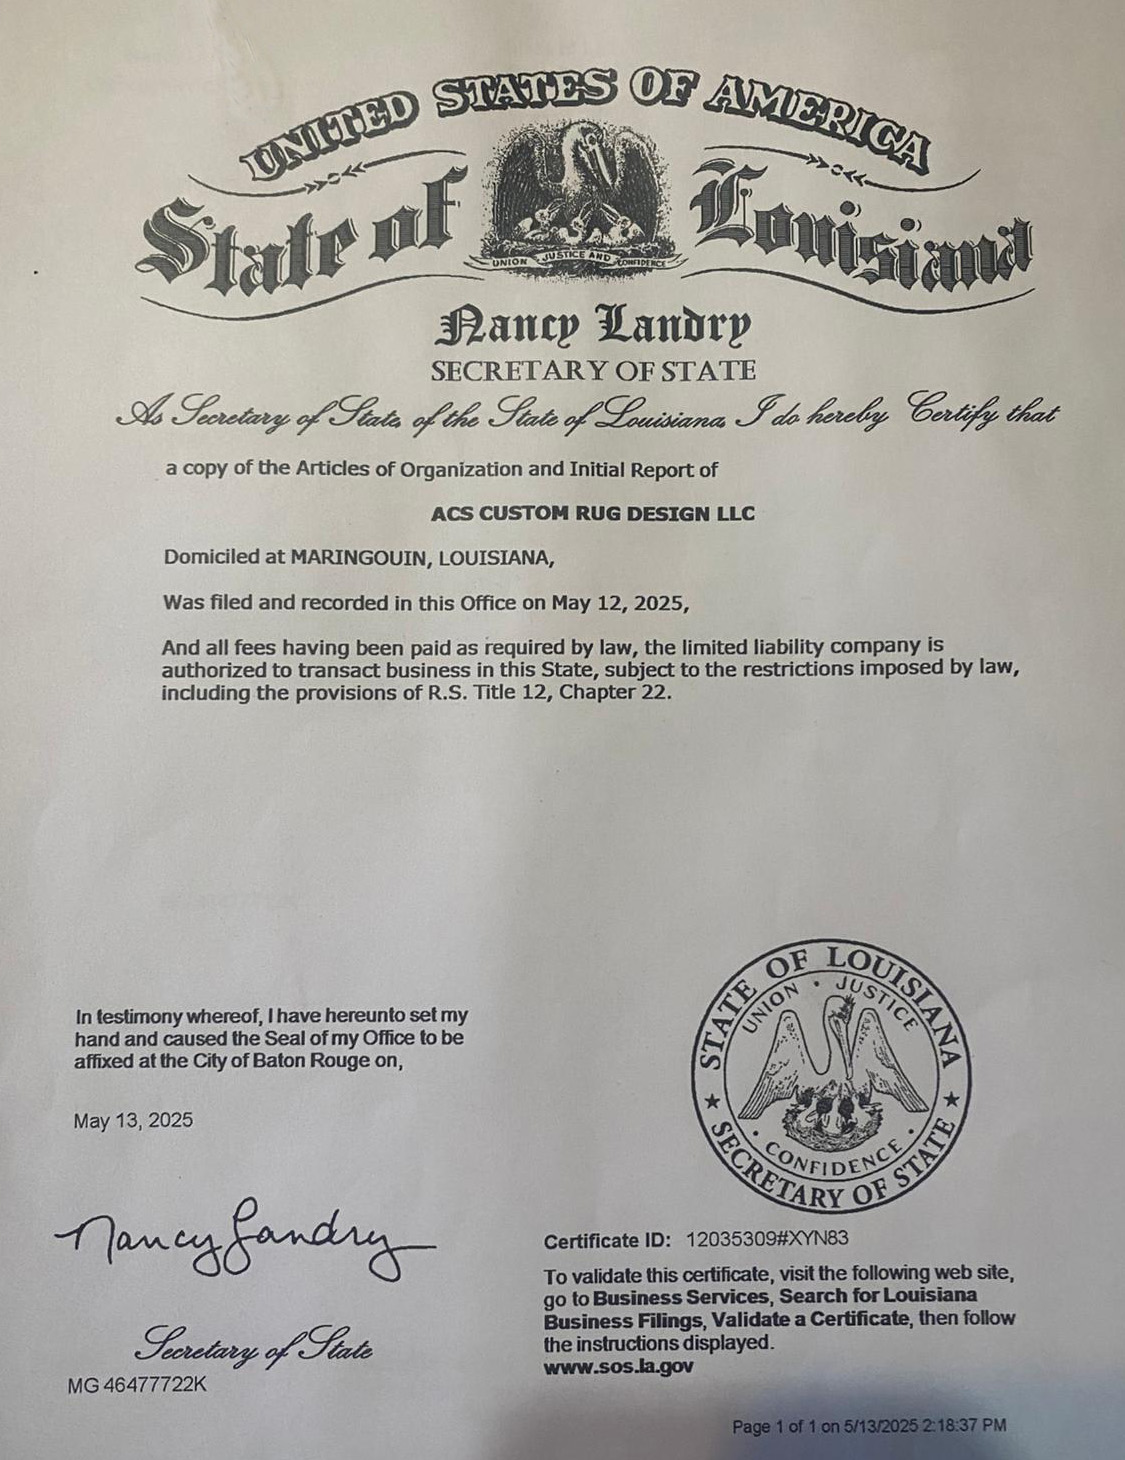 UNITED STATES OF AMERICA
State of Louisiana
UNION JUSTICE AND CONFIDENCE
Nancy Landry
SECRETARY OF STATE
As Secretary of State, of the State of Louisiana, I do hereby Certify that
a copy of the Articles of Organization and Initial Report of
ACS CUSTOM RUG DESIGN LLC
Domiciled at MARINGOUIN, LOUISIANA,
Was filed and recorded in this Office on May 12, 2025,
And all fees having been paid as required by law, the limited liability company is
authorized to transact business in this State, subject to the restrictions imposed by law,
including the provisions of R.S. Title 12, Chapter 22.
In testimony whereof, I have hereunto set my
hand and caused the Seal of my Office to be
affixed at the City of Baton Rouge on,
May 13, 2025
Nancy Landry
Secretary of State
MG 46477722K
STATE OF LOUISIANA
UNION · JUSTICE
· CONFIDENCE ·
★ SECRETARY OF STATE ★
Certificate ID: 12035309#XYN83
To validate this certificate, visit the following web site,
go to Business Services, Search for Louisiana
Business Filings, Validate a Certificate, then follow
the instructions displayed.
www.sos.la.gov
Page 1 of 1 on 5/13/2025 2:18:37 PM